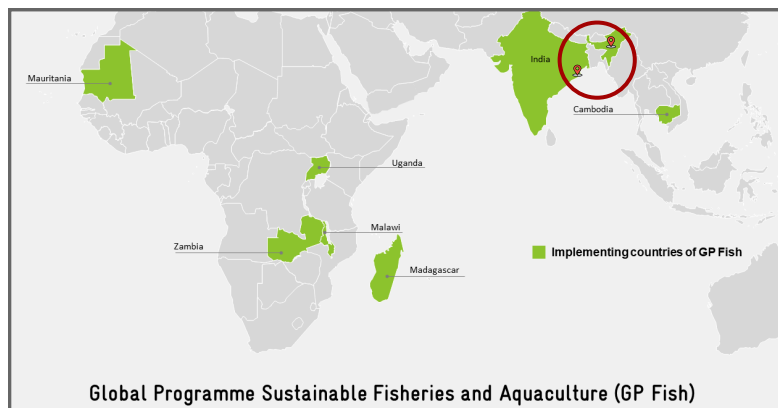 India
Mauritania
Cambodia
Uganda
Malawi
Zambia
Implementing countries of GP Fish
Madagascar
Global Programme Sustainable Fisheries and Aquaculture (GP Fish)